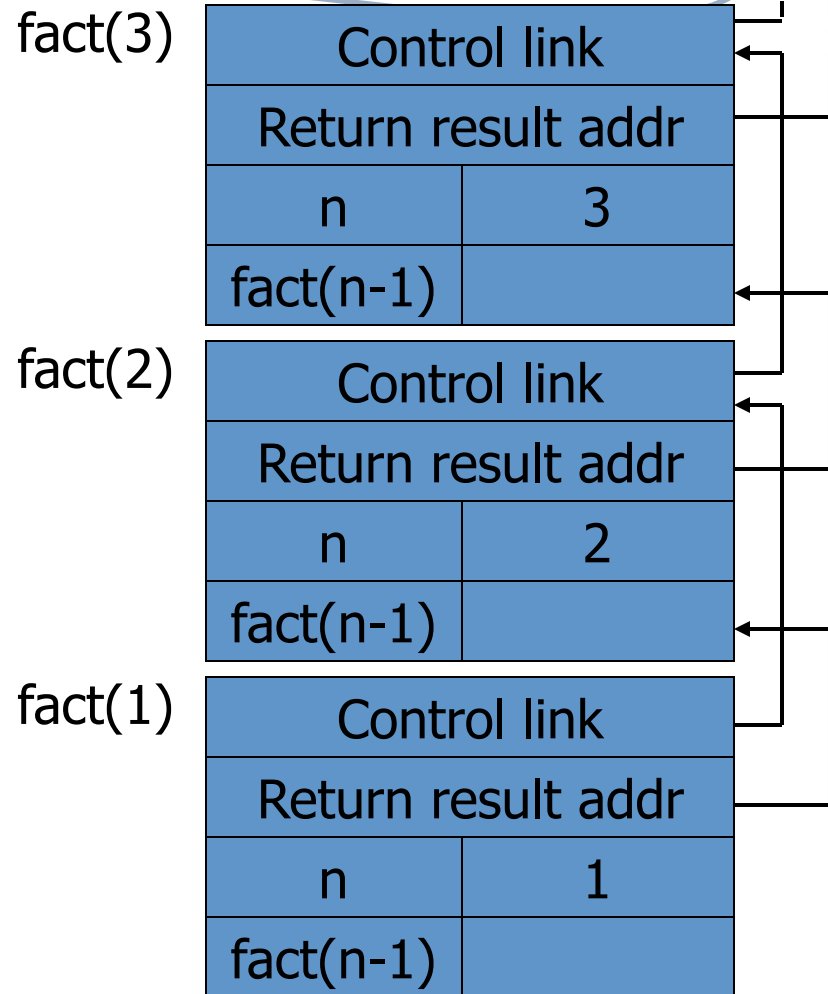 fact(3)
Control link
Return result addr
n 3
fact(n-1)
fact(2)
Control link
Return result addr
n 2
fact(n-1)
fact(1)
Control link
Return result addr
n 1
fact(n-1)